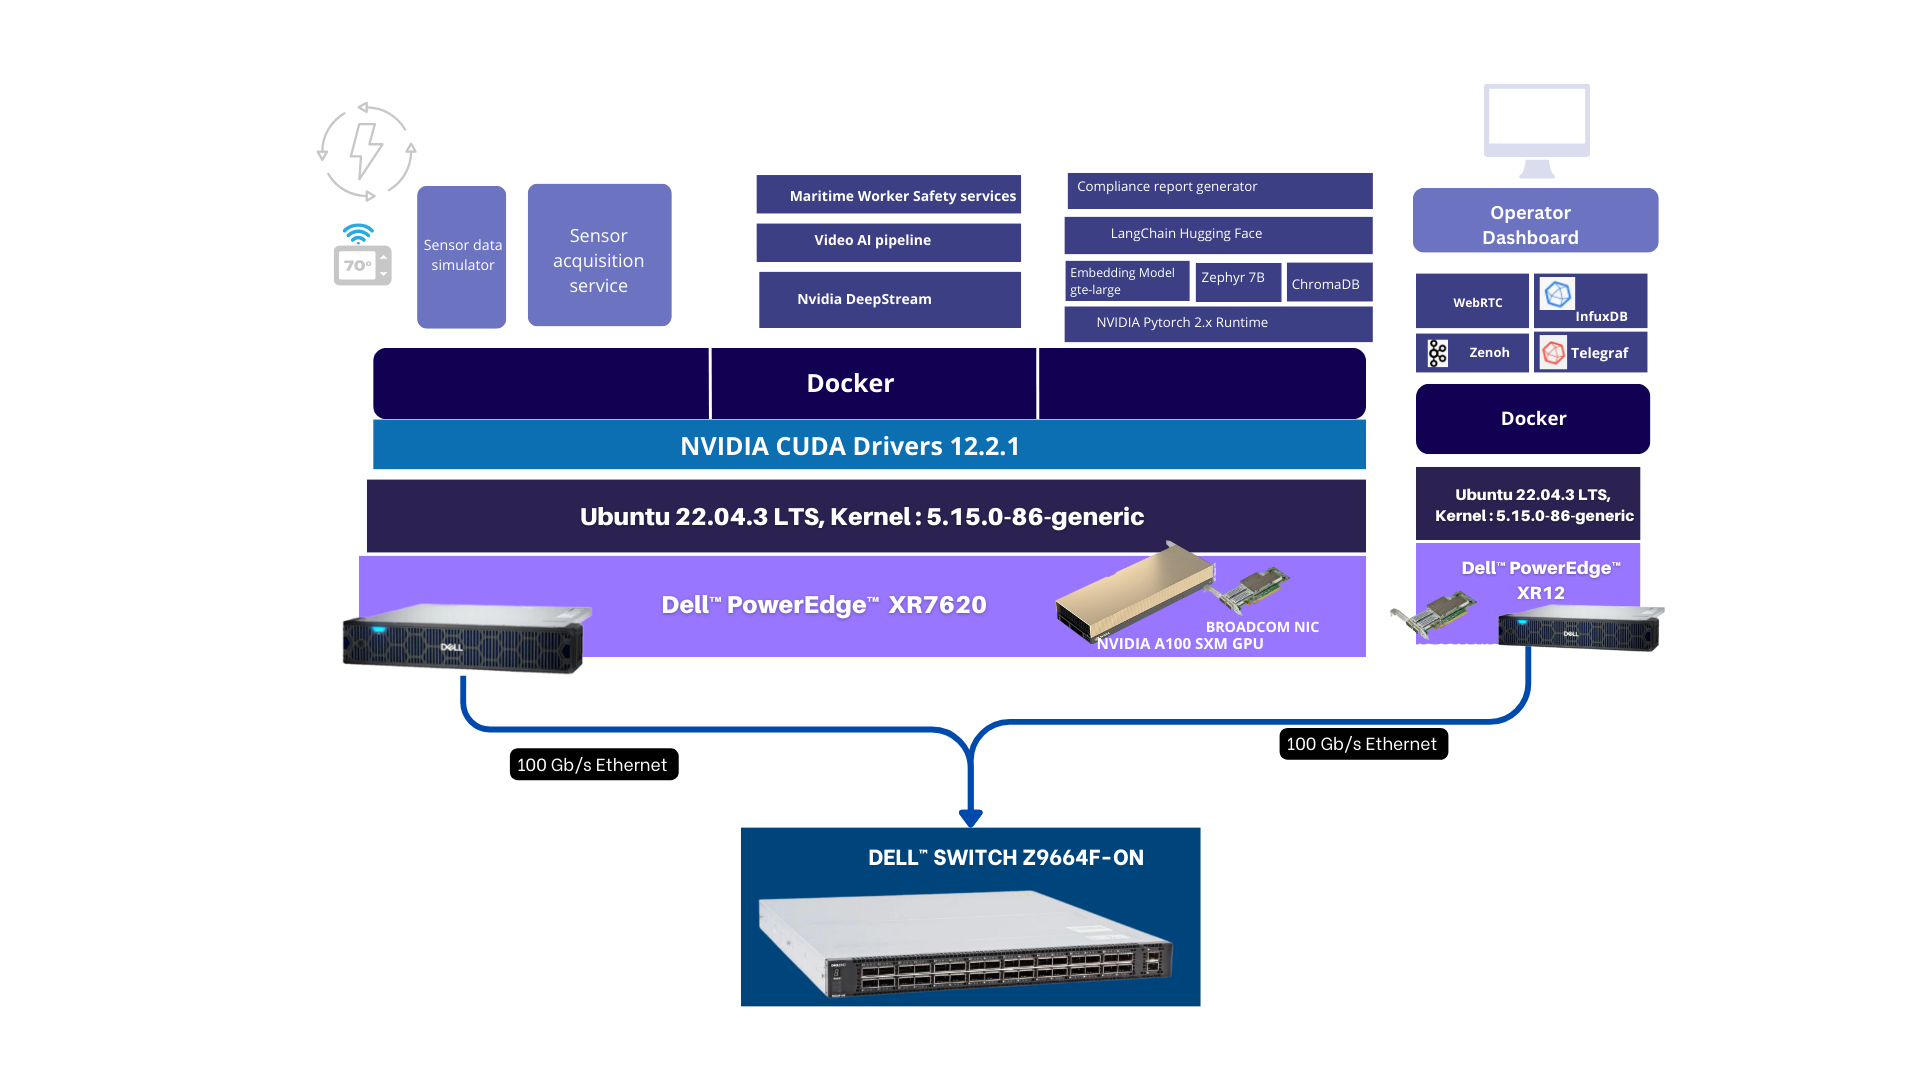 70°
Sensor data
simulator
Sensor
acquisition
service
Maritime Worker Safety services
Video AI pipeline
Nvidia DeepStream
Compliance report generator
LangChain Hugging Face
Embedding Model
gte-large
Zephyr 7B
ChromaDB
NVIDIA Pytorch 2.x Runtime
Operator
Dashboard
WebRTC
InfuxDB
Zenoh
Telegraf
Docker
Docker
NVIDIA CUDA Drivers 12.2.1
Ubuntu 22.04.3 LTS, Kernel : 5.15.0-86-generic
Ubuntu 22.04.3 LTS,
Kernel : 5.15.0-86-generic
Dell™ PowerEdge™ XR7620
BROADCOM NIC
NVIDIA A100 SXM GPU
DELL
Dell™ PowerEdge™
XR12
DELL
100 Gb/s Ethernet
100 Gb/s Ethernet
DELL™ SWITCH Z9664F-ON